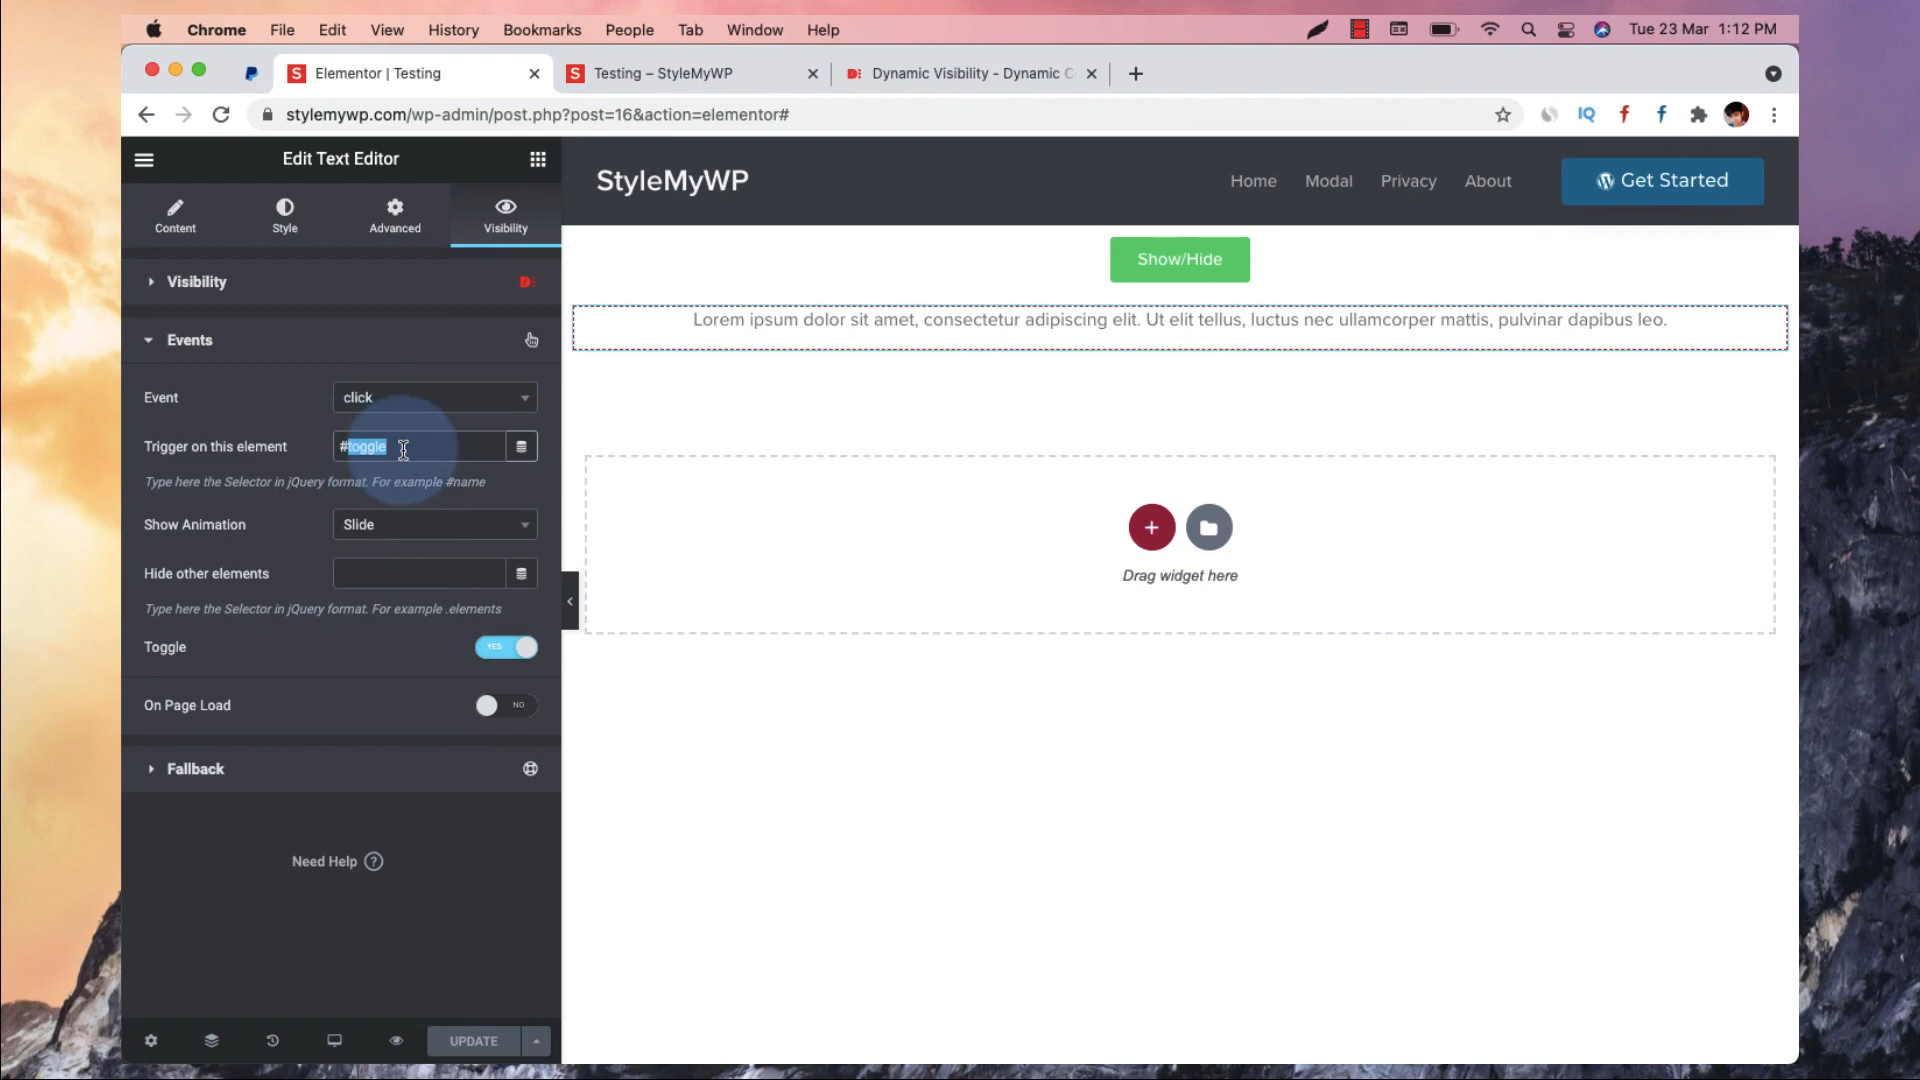 Chrome File Edit View History Bookmarks People Tab Window Help Tue 23 Mar 1:12 PM
S Elementor | Testing S Testing – StyleMyWP D: Dynamic Visibility - Dynamic C
stylemywp.com/wp-admin/post.php?post=16&action=elementor#
IQ f f
Edit Text Editor
Content Style Advanced Visibility
Visibility D:
Events
Event click
Trigger on this element #toggle
Type here the Selector in jQuery format. For example #name
Show Animation Slide
Hide other elements
Type here the Selector in jQuery format. For example .elements
Toggle YES
On Page Load NO
Fallback
Need Help ?
UPDATE
StyleMyWP Home Modal Privacy About Get Started
Show/Hide
Lorem ipsum dolor sit amet, consectetur adipiscing elit. Ut elit tellus, luctus nec ullamcorper mattis, pulvinar dapibus leo.
Drag widget here